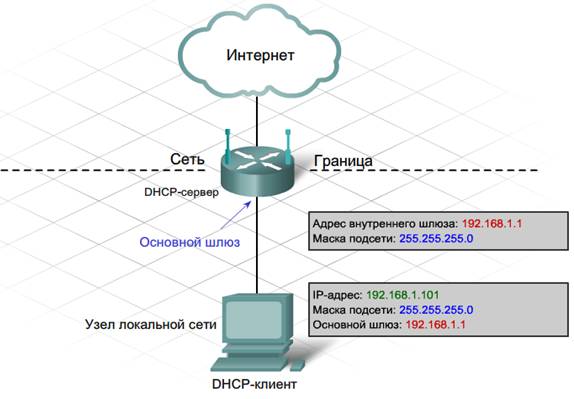 Интернет
Сеть
Граница
DHCP-сервер
Основной шлюз
Адрес внутреннего шлюза: 192.168.1.1
Маска подсети: 255.255.255.0
IP-адрес: 192.168.1.101
Маска подсети: 255.255.255.0
Основной шлюз: 192.168.1.1
Узел локальной сети
DHCP-клиент